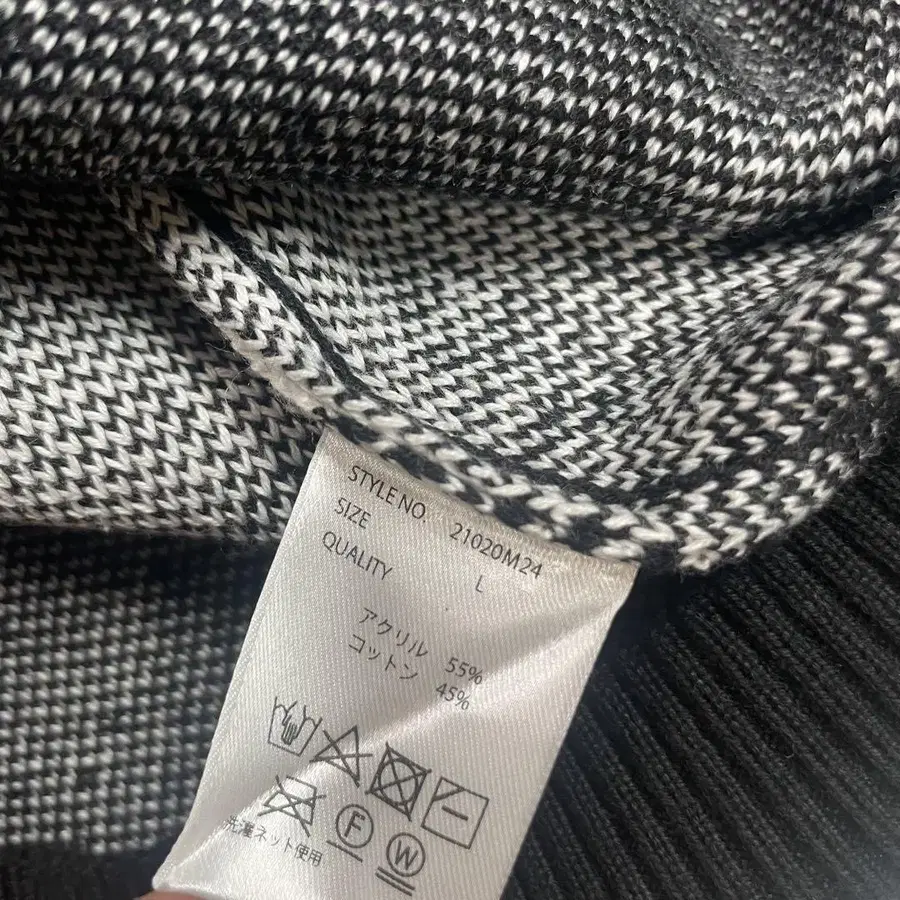 STYLE NO. 21020M24
SIZE L
QUALITY
アクリル 55%
コットン 45%
F
W
洗濯ネット使用